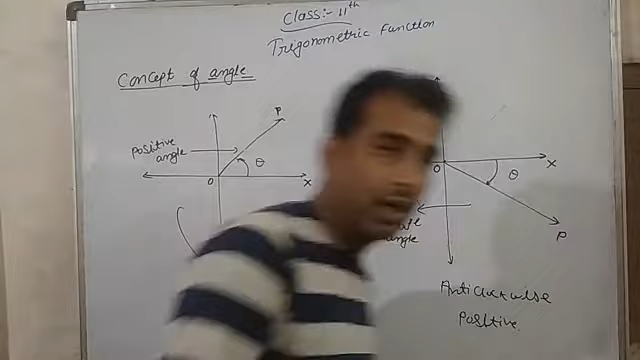 Class:- 11th
Trigonometric Function
Concept of angle
P
positive
angle
θ
O
X
O
X
θ
angle
P
Anticlockwise
Positive